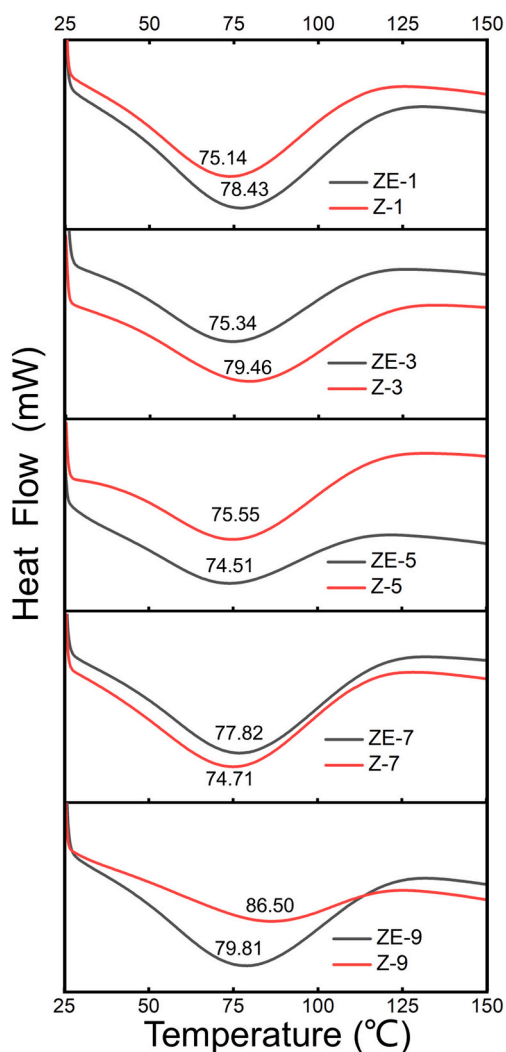 25 50 75 100 125 150
75.14
78.43
ZE-1
Z-1
75.34
79.46
ZE-3
Z-3
75.55
74.51
ZE-5
Z-5
77.82
74.71
ZE-7
Z-7
86.50
79.81
ZE-9
Z-9
25 50 75 100 125 150
Temperature (℃)
Heat Flow (mW)